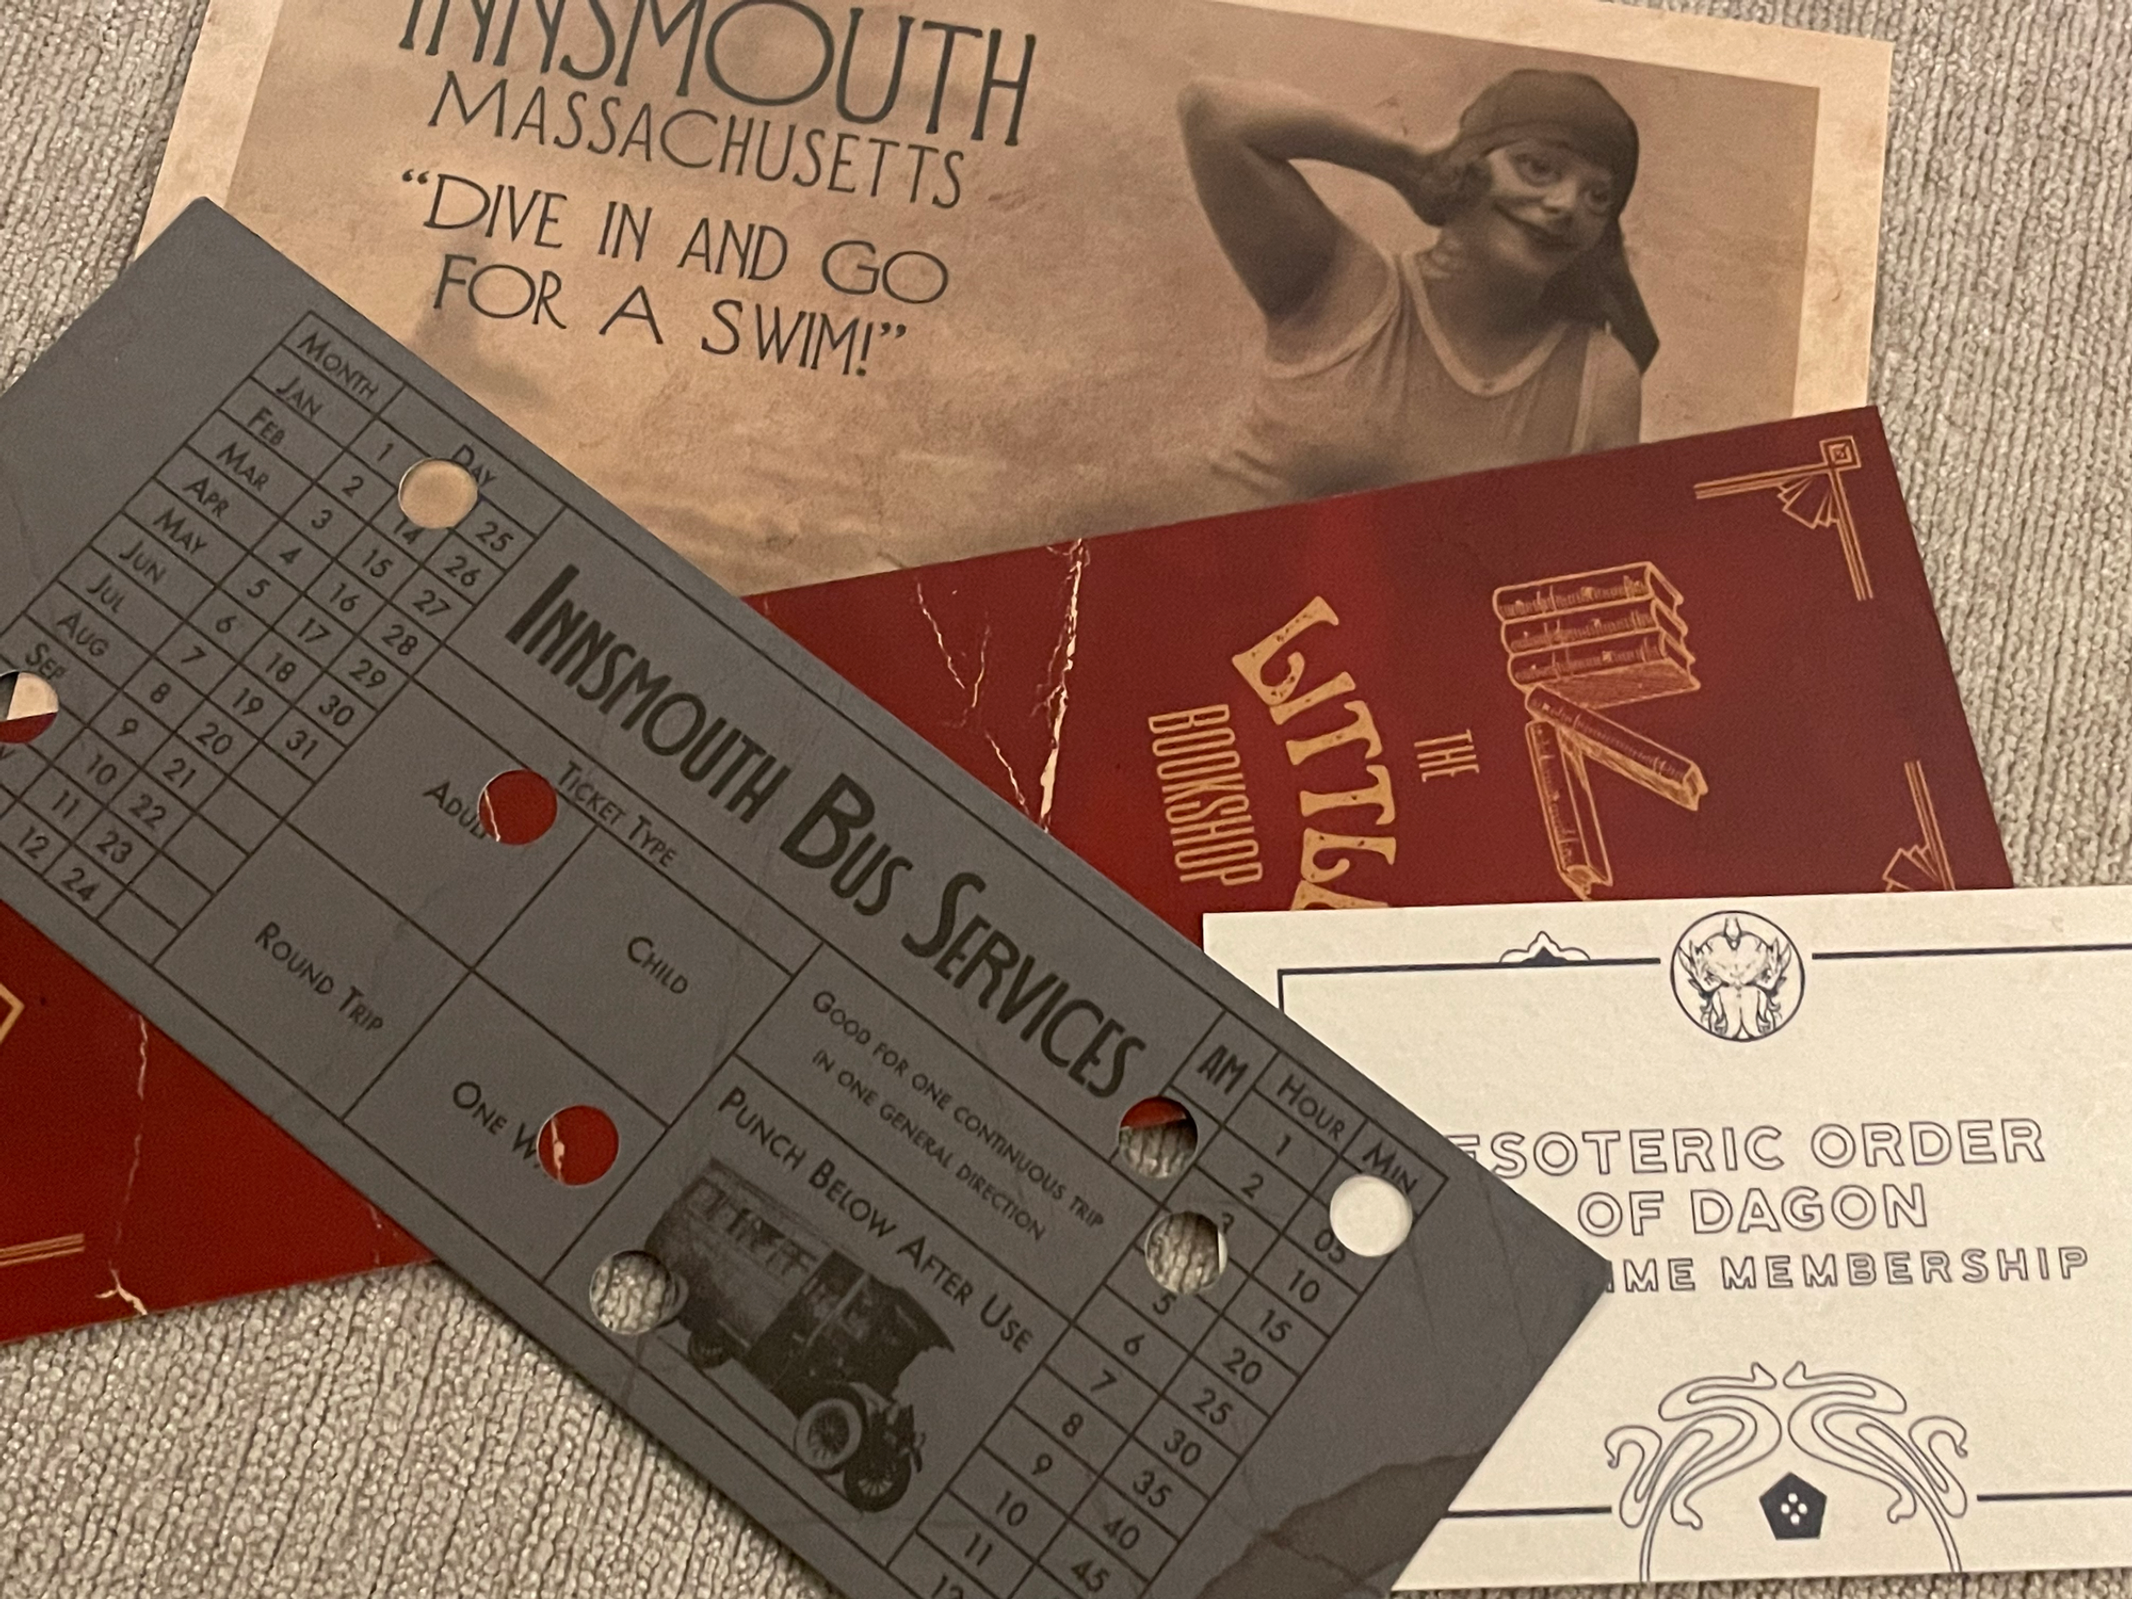 INNSMOUTH
MASSACHUSETTS
"DIVE IN AND GO
FOR A SWIM!"
MONTH DAY
JAN 1 25
FEB 2 14 26
MAR 3 15 27
APR 4 16 28
MAY 5 17 29
JUN 6 18 30
JUL 7 19 31
AUG 8 20
SEP 9 21
10 22
11 23
12 24
INNSMOUTH BUS SERVICES
TICKET TYPE
CHILD
ROUND TRIP
ONE
GOOD FOR ONE CONTINUOUS TRIP
IN ONE GENERAL DIRECTION
PUNCH BELOW AFTER USE
AM HOUR MIN
1
2 05
3 10
15
5 20
6 25
7 30
8 35
9 40
10 45
11
12
THE
LITTLE
BOOKSHOP
ESOTERIC ORDER
OF DAGON
MEMBERSHIP